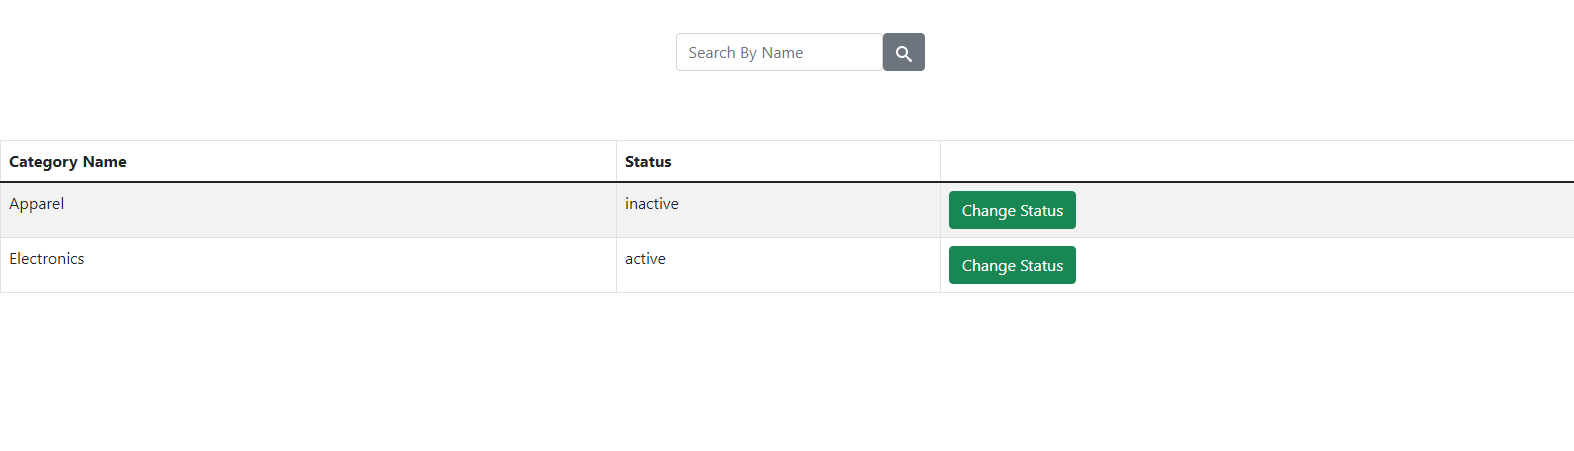 Search By Name
Category Name Status
Apparel inactive Change Status
Electronics active Change Status